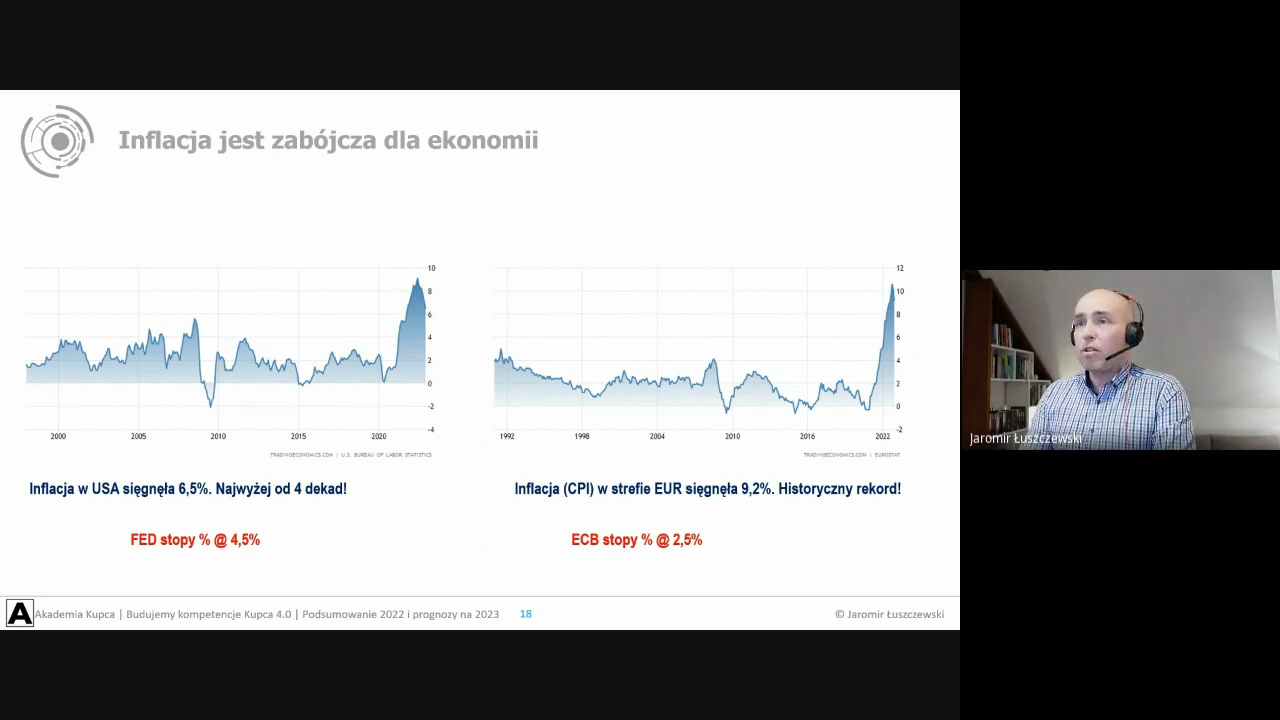 Inflacja jest zabójcza dla ekonomii
10
8
6
4
2
0
-2
-4
2000 2005 2010 2015 2020
TRADINGECONOMICS.COM | U.S. BUREAU OF LABOR STATISTICS
12
10
8
6
4
2
0
-2
1992 1998 2004 2010 2016 2022
TRADINGECONOMICS.COM | EUROSTAT
Inflacja w USA sięgnęła 6,5%. Najwyżej od 4 dekad!
Inflacja (CPI) w strefie EUR sięgnęła 9,2%. Historyczny rekord!
FED stopy % @ 4,5%
ECB stopy % @ 2,5%
A Akademia Kupca | Budujemy kompetencje Kupca 4.0 | Podsumowanie 2022 i prognozy na 2023 18 © Jaromir Łuszczewski
Jaromir Łuszczewski